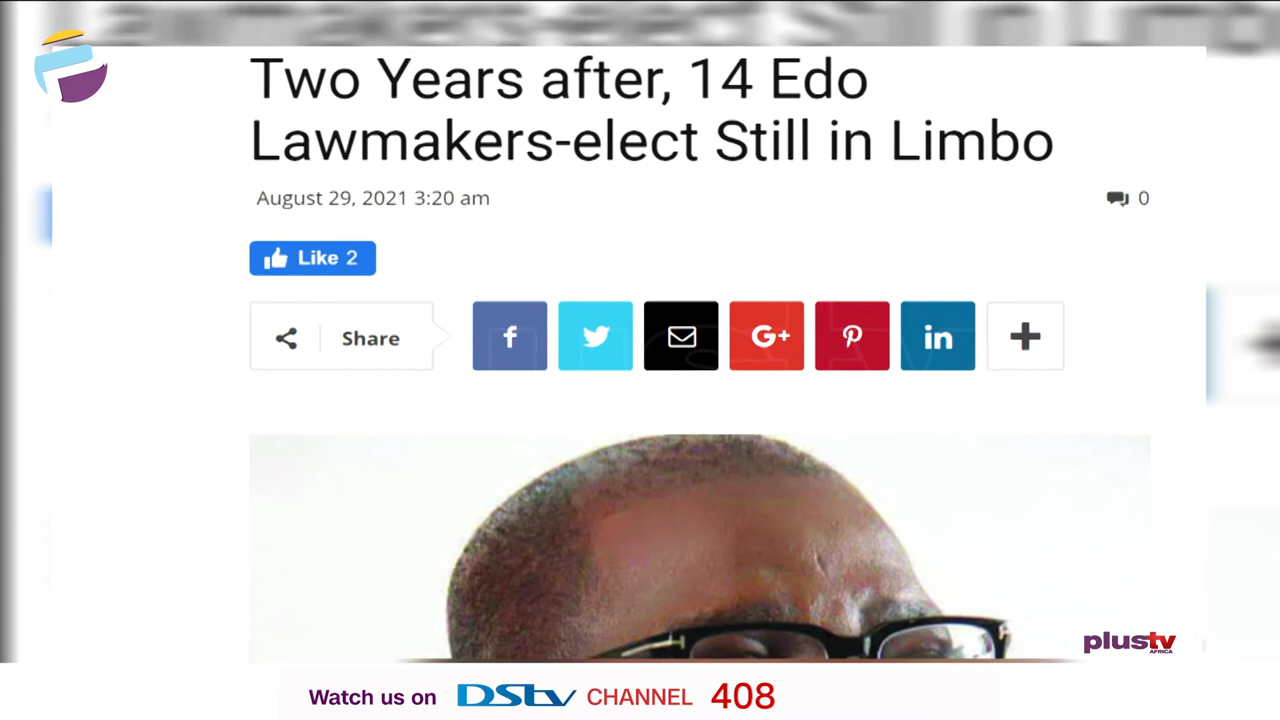 Two Years after, 14 Edo
Lawmakers-elect Still in Limbo
August 29, 2021 3:20 am
0
Like 2
Share
f
G+
in
plustv
AFRICA
Watch us on DStv CHANNEL 408